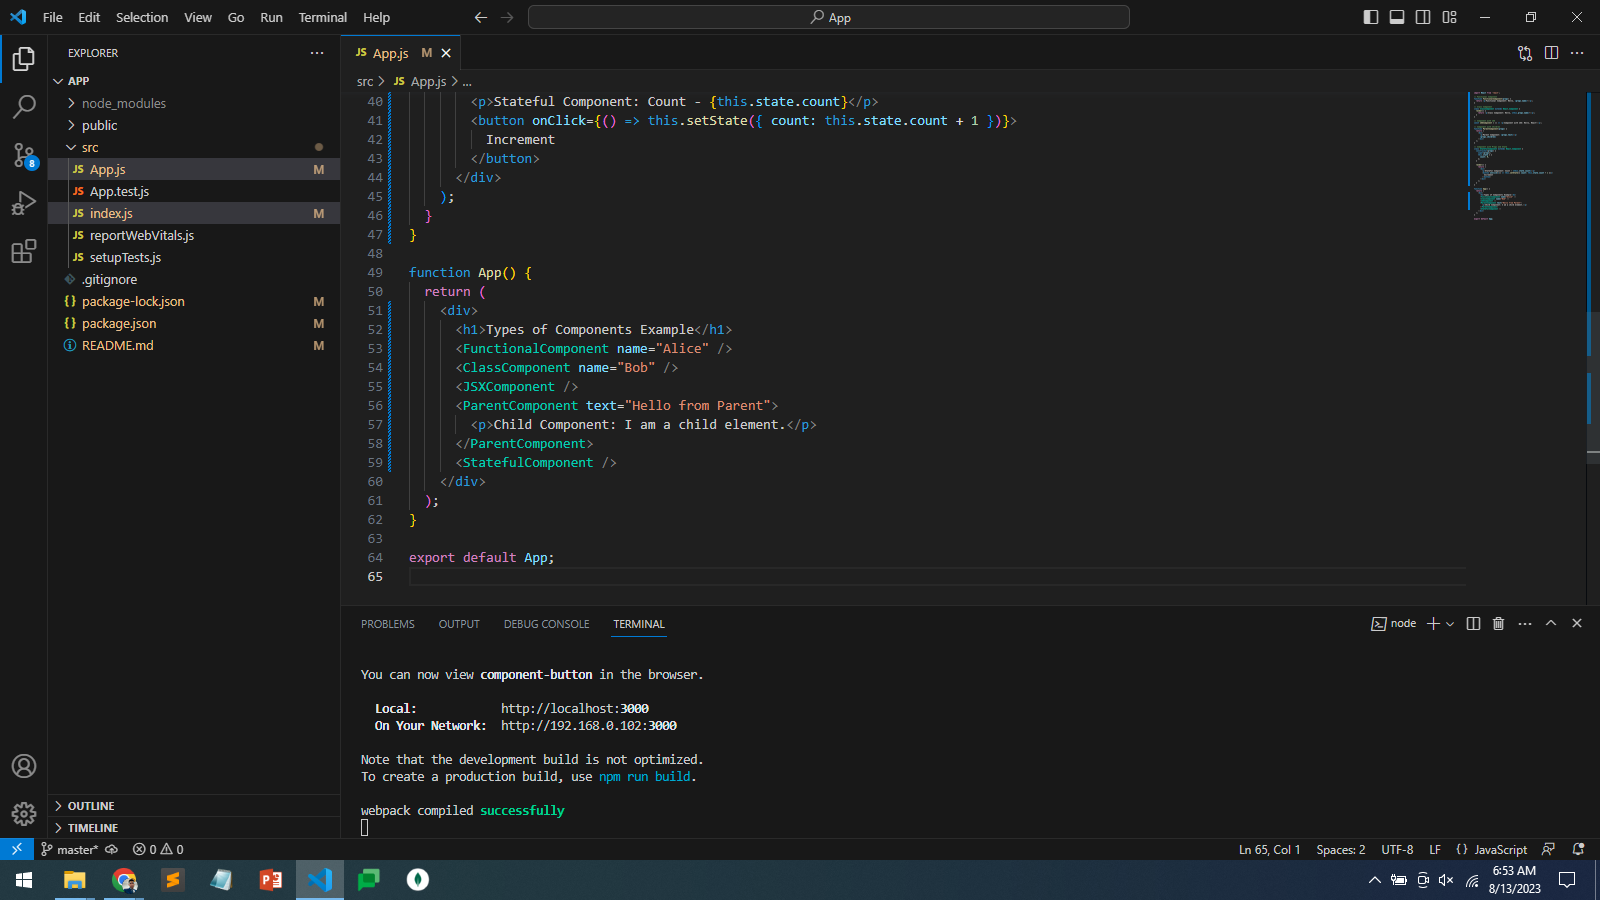 File Edit Selection View Go Run Terminal Help
App
EXPLORER
APP
node_modules
public
src
JS App.js M
JS App.test.js
JS index.js M
JS reportWebVitals.js
JS setupTests.js
.gitignore
{} package-lock.json M
{} package.json M
README.md M
OUTLINE
TIMELINE
8
JS App.js M
src > JS App.js > ...
40 <p>Stateful Component: Count - {this.state.count}</p>
41 <button onClick={() => this.setState({ count: this.state.count + 1 })}>
42 Increment
43 </button>
44 </div>
45 );
46 }
47 }
48
49 function App() {
50 return (
51 <div>
52 <h1>Types of Components Example</h1>
53 <FunctionalComponent name="Alice" />
54 <ClassComponent name="Bob" />
55 <JSXComponent />
56 <ParentComponent text="Hello from Parent">
57 <p>Child Component: I am a child element.</p>
58 </ParentComponent>
59 <StatefulComponent />
60 </div>
61 );
62 }
63
64 export default App;
65
PROBLEMS OUTPUT DEBUG CONSOLE TERMINAL
node
You can now view component-button in the browser.
Local: http://localhost:3000
On Your Network: http://192.168.0.102:3000
Note that the development build is not optimized.
To create a production build, use npm run build.
webpack compiled successfully
master* 0 0
Ln 65, Col 1 Spaces: 2 UTF-8 LF {} JavaScript
6:53 AM
8/13/2023